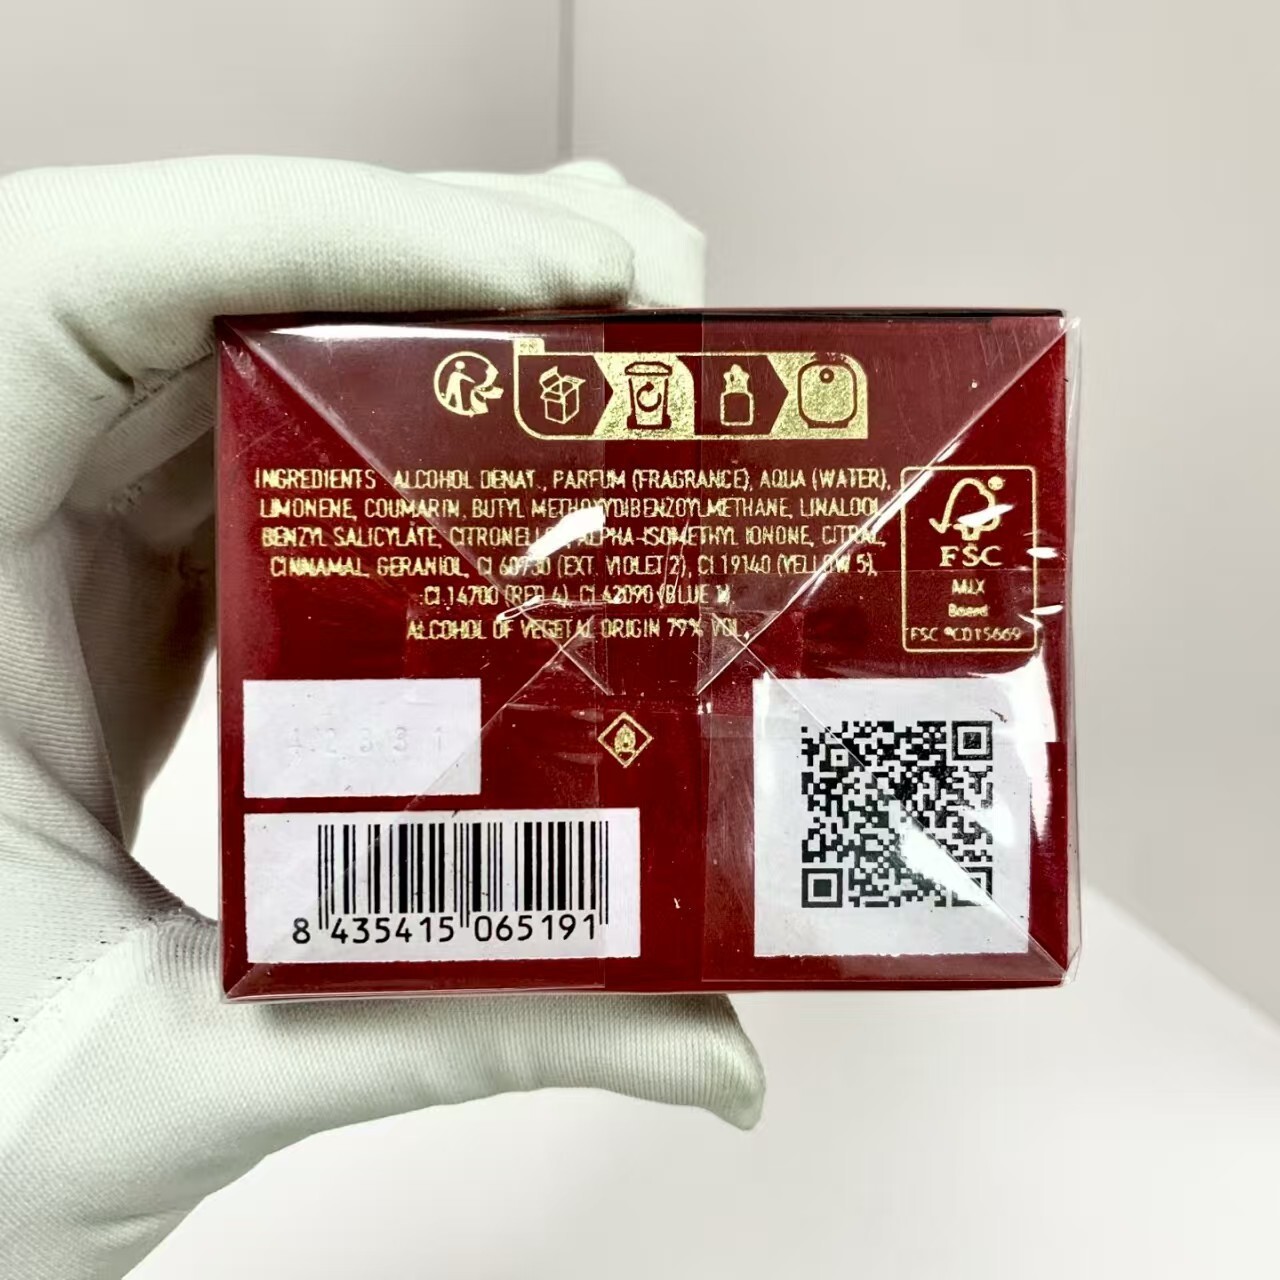 INGREDIENTS : ALCOHOL DENAT., PARFUM (FRAGRANCE), AQUA (WATER),
LIMONENE, COUMARIN, BUTYL METHOXYDIBENZOYLMETHANE, LINALOOL,
BENZYL SALICYLATE, CITRONELLOL, ALPHA-ISOMETHYL IONONE, CITRAL,
CINNAMAL, GERANIOL, CI 60730 (EXT. VIOLET 2), CI 19140 (YELLOW 5),
CI 14700 (RED 4), CI 42090 (BLUE 1).
ALCOHOL OF VEGETAL ORIGIN 79% VOL.
FSC
MIX
Board
FSC® C015669
42331
8 435415 065191